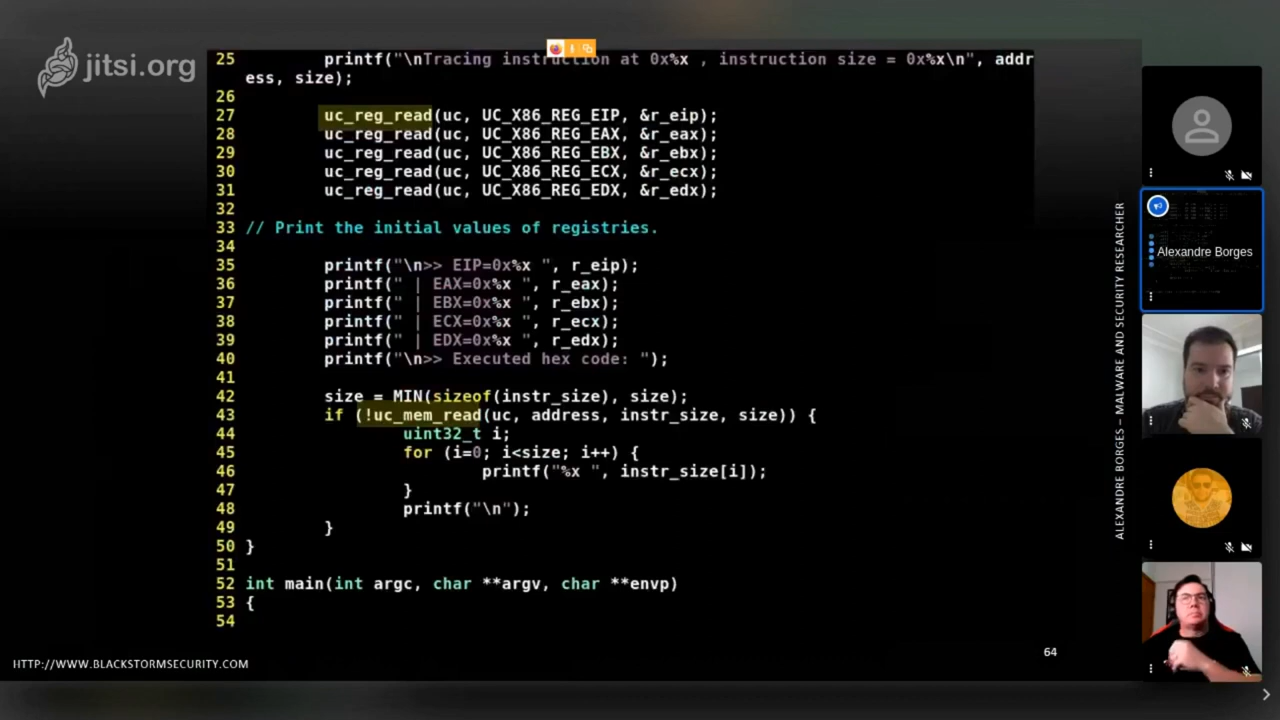 jitsi.org
25 printf("\nTracing instruction at 0x%x , instruction size = 0x%x\n", addr
ess, size);
26
27 uc_reg_read(uc, UC_X86_REG_EIP, &r_eip);
28 uc_reg_read(uc, UC_X86_REG_EAX, &r_eax);
29 uc_reg_read(uc, UC_X86_REG_EBX, &r_ebx);
30 uc_reg_read(uc, UC_X86_REG_ECX, &r_ecx);
31 uc_reg_read(uc, UC_X86_REG_EDX, &r_edx);
32
33 // Print the initial values of registries.
34
35 printf("\n>> EIP=0x%x ", r_eip);
36 printf(" | EAX=0x%x ", r_eax);
37 printf(" | EBX=0x%x ", r_ebx);
38 printf(" | ECX=0x%x ", r_ecx);
39 printf(" | EDX=0x%x ", r_edx);
40 printf("\n>> Executed hex code: ");
41
42 size = MIN(sizeof(instr_size), size);
43 if (!uc_mem_read(uc, address, instr_size, size)) {
44 uint32_t i;
45 for (i=0; i<size; i++) {
46 printf("%x ", instr_size[i]);
47 }
48 printf("\n");
49 }
50 }
51
52 int main(int argc, char **argv, char **envp)
53 {
54
HTTP://WWW.BLACKSTORMSECURITY.COM
64
ALEXANDRE BORGES – MALWARE AND SECURITY RESEARCHER
Alexandre Borges